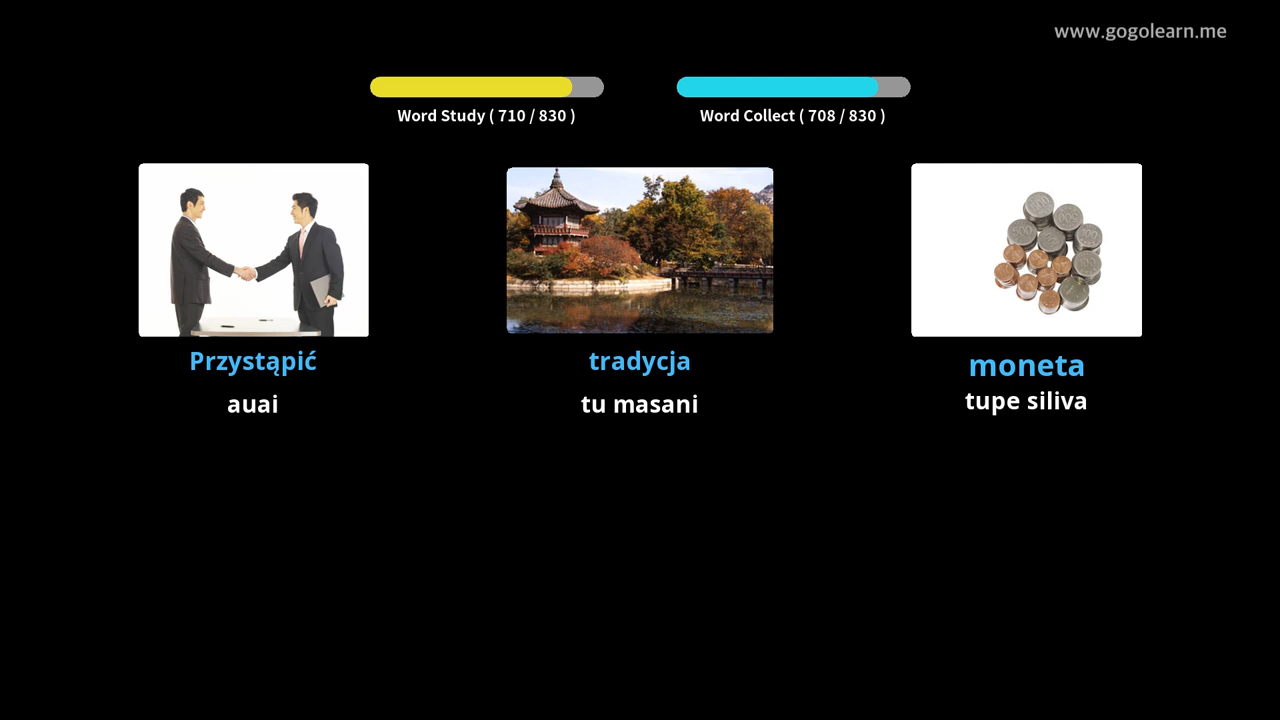 www.gogolearn.me
Word Study ( 710 / 830 )
Word Collect ( 708 / 830 )
Przystąpić
auai
tradycja
tu masani
moneta
tupe siliva